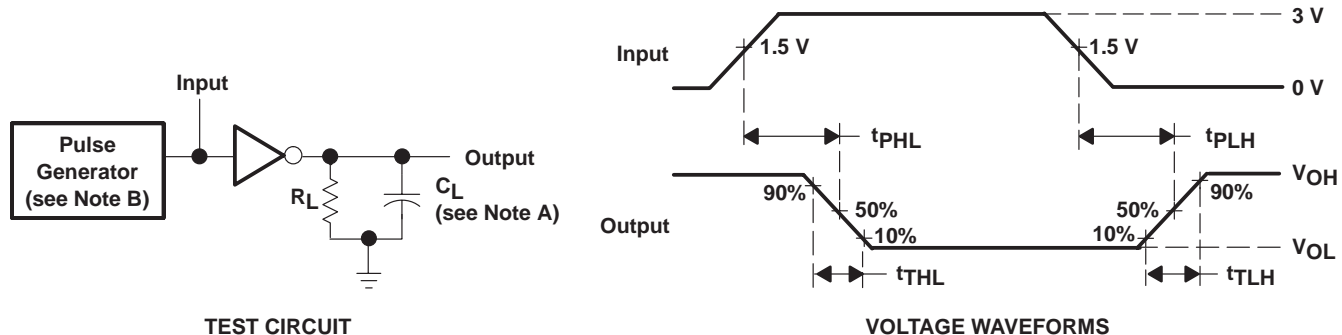 Pulse
Generator
(see Note B)
Input
RL
CL
(see Note A)
Output
TEST CIRCUIT
Input
1.5 V
1.5 V
3 V
0 V
tPHL
tPLH
Output
90%
50%
10%
10%
50%
90%
VOH
VOL
tTHL
tTLH
VOLTAGE WAVEFORMS